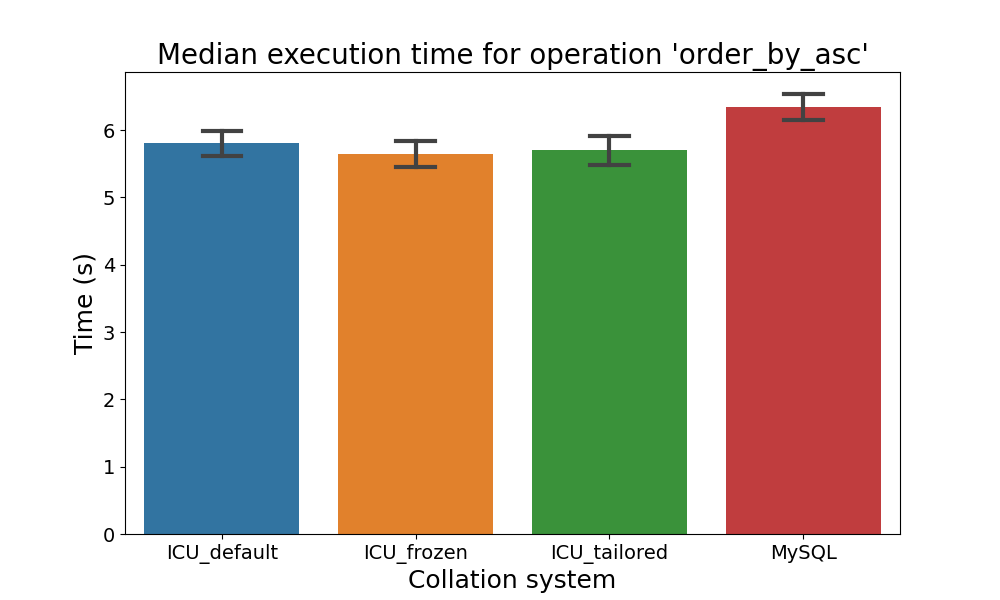 Median execution time for operation 'order_by_asc'
Time (s)
6
5
4
3
2
1
0
ICU_default ICU_frozen ICU_tailored MySQL
Collation system